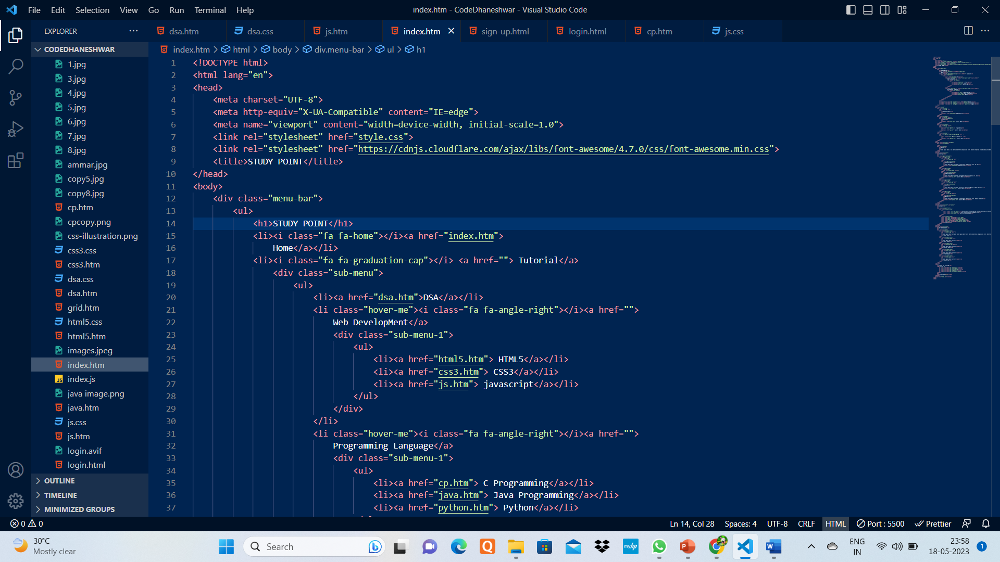 File Edit Selection View Go Run Terminal Help
index.htm - CodeDhaneshwar - Visual Studio Code
EXPLORER
dsa.htm dsa.css js.htm index.htm sign-up.html login.html cp.htm js.css
CODEDHANESHWAR
1.jpg
3.jpg
4.jpg
5.jpg
6.jpg
7.jpg
8.jpg
ammar.jpg
copy5.jpg
copy8.jpg
cp.htm
cpcopy.png
css-illustration.png
css3.css
css3.htm
dsa.css
dsa.htm
grid.htm
html5.css
html5.htm
images.jpeg
index.htm
index.js
java image.png
java.htm
js.css
js.htm
login.avif
login.html
OUTLINE
TIMELINE
MINIMIZED GROUPS
index.htm > html > body > div.menu-bar > ul > h1
1 <!DOCTYPE html>
2 <html lang="en">
3 <head>
4 <meta charset="UTF-8">
5 <meta http-equiv="X-UA-Compatible" content="IE=edge">
6 <meta name="viewport" content="width=device-width, initial-scale=1.0">
7 <link rel="stylesheet" href="style.css">
8 <link rel="stylesheet" href="https://cdnjs.cloudflare.com/ajax/libs/font-awesome/4.7.0/css/font-awesome.min.css">
9 <title>STUDY POINT</title>
10 </head>
11 <body>
12 <div class="menu-bar">
13 <ul>
14 <h1>STUDY POINT</h1>
15 <li><i class="fa fa-home"></i><a href="index.htm">
16 Home</a></li>
17 <li><i class="fa fa-graduation-cap"></i> <a href=""> Tutorial</a>
18 <div class="sub-menu">
19 <ul>
20 <li><a href="dsa.htm">DSA</a></li>
21 <li class="hover-me"><i class="fa fa-angle-right"></i><a href="">
22 Web DevelopMent</a>
23 <div class="sub-menu-1">
24 <ul>
25 <li><a href="html5.htm"> HTML5</a></li>
26 <li><a href="css3.htm"> CSS3</a></li>
27 <li><a href="js.htm"> javascript</a></li>
28 </ul>
29 </div>
30 </li>
31 <li class="hover-me"><i class="fa fa-angle-right"></i><a href="">
32 Programming Language</a>
33 <div class="sub-menu-1">
34 <ul>
35 <li><a href="cp.htm"> C Programming</a></li>
36 <li><a href="java.htm"> Java Programming</a></li>
37 <li><a href="python.htm"> Python</a></li>
0 0
Ln 14, Col 28 Spaces: 4 UTF-8 CRLF HTML Port : 5500 Prettier
30°C
Mostly clear
Search
myhp
ENG
IN
23:58
18-05-2023
1